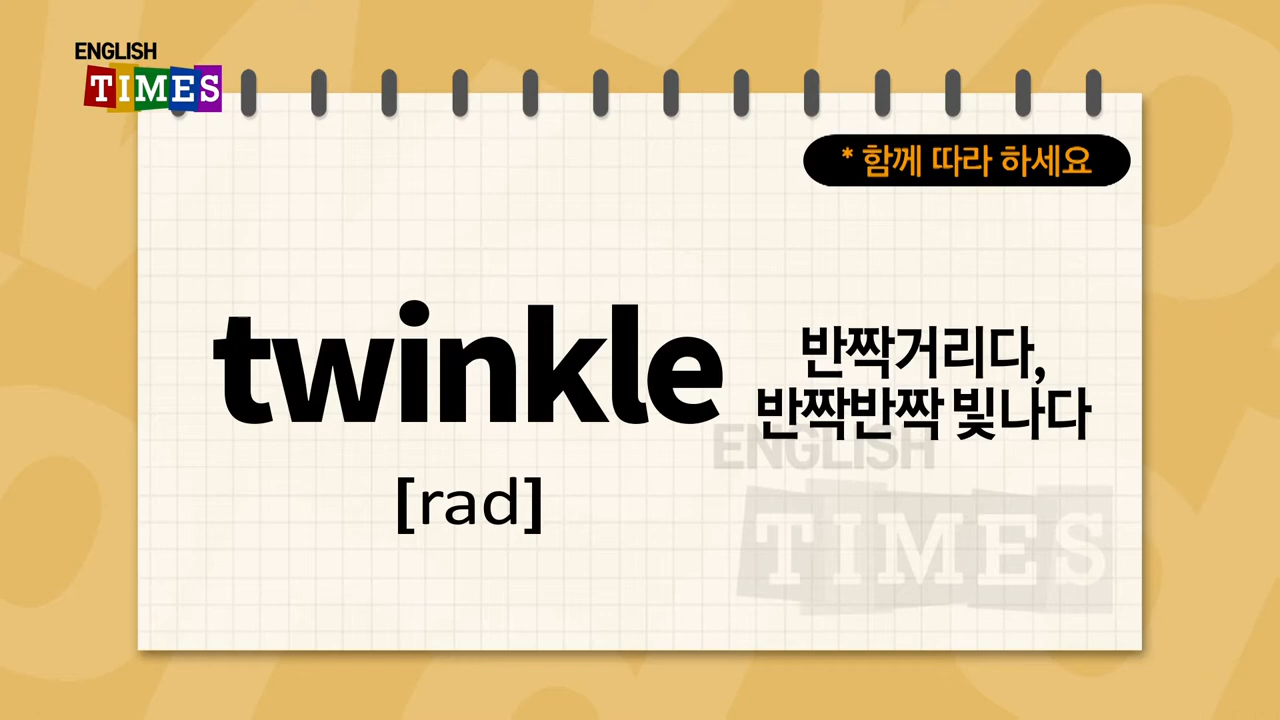 ENGLISH
TIMES
* 함께 따라 하세요
twinkle
반짝거리다,
반짝반짝 빛나다
[rad]
ENGLISH
TIMES